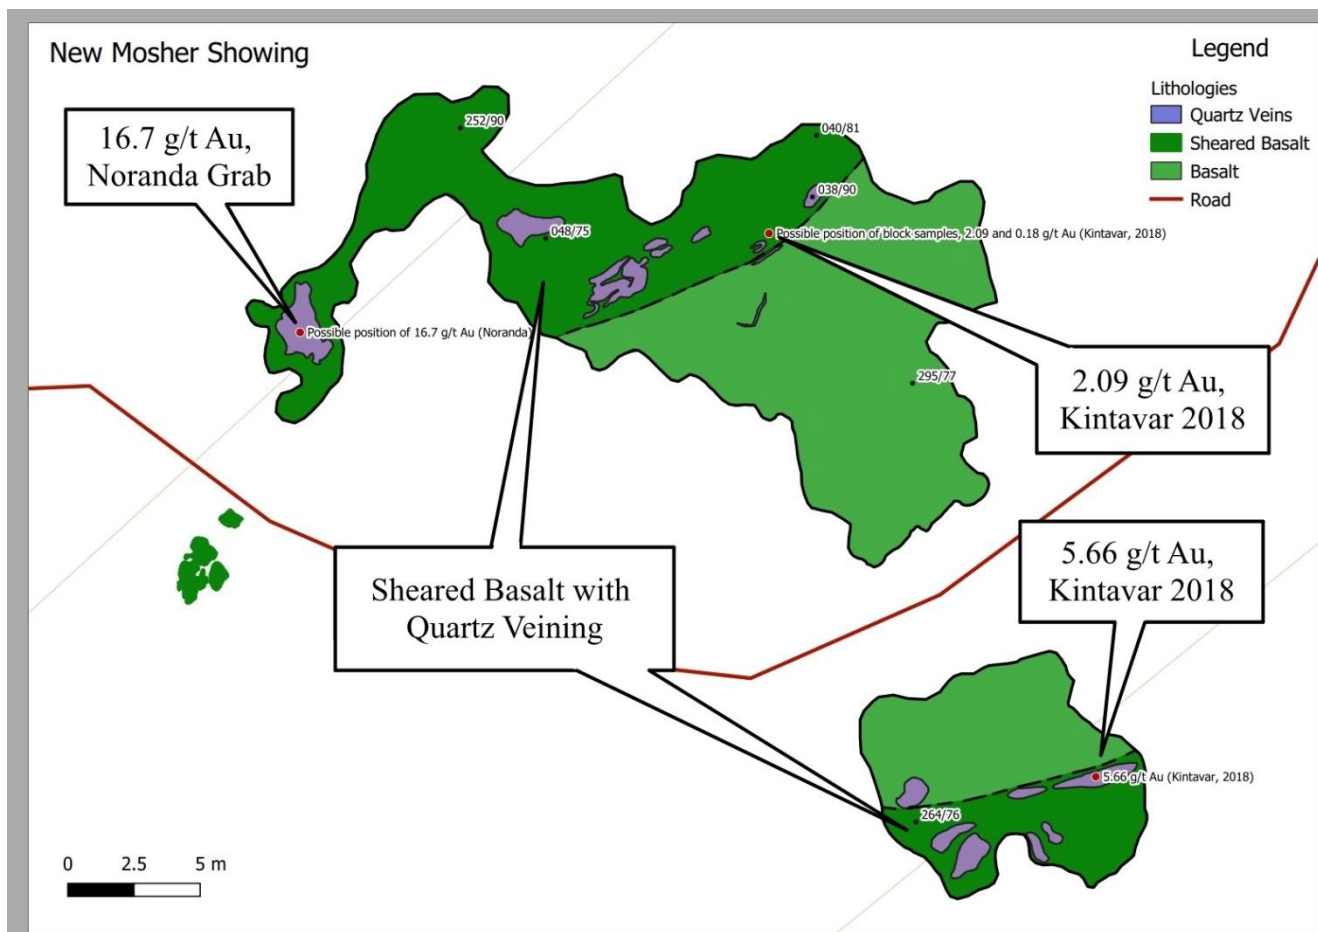 New Mosher Showing
Legend
Lithologies
Quartz Veins
Sheared Basalt
Basalt
Road
16.7 g/t Au,
Noranda Grab
252/90
040/81
038/90
048/75
Possible position of block samples, 2.09 and 0.18 g/t Au (Kintavar, 2018)
Possible position of 16.7 g/t Au (Noranda)
295/77
2.09 g/t Au,
Kintavar 2018
5.66 g/t Au,
Kintavar 2018
Sheared Basalt with
Quartz Veining
5.66 g/t Au (Kintavar, 2018)
264/76
0 2.5 5 m